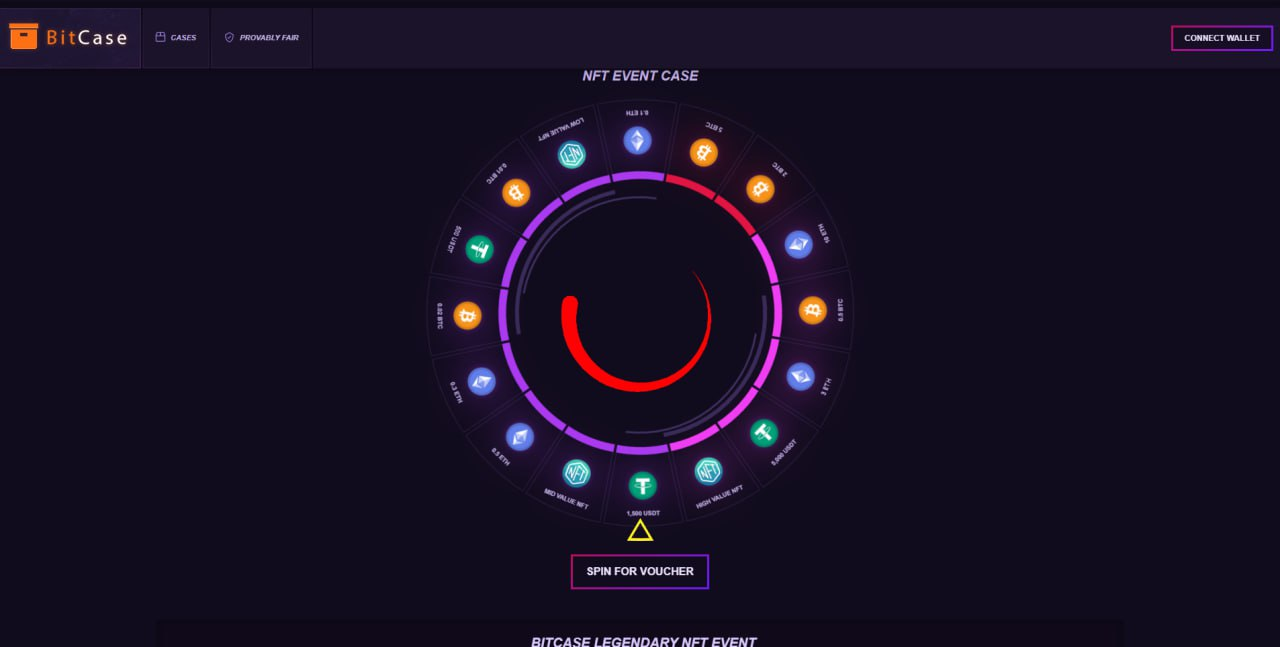 BitCase
CASES
PROVABLY FAIR
CONNECT WALLET
NFT EVENT CASE
0.1 ETH
5 BTC
2 BTC
10 ETH
0.5 BTC
3 ETH
5,000 USDT
HIGH VALUE NFT
1,500 USDT
MID VALUE NFT
0.5 ETH
0.3 ETH
0.02 BTC
500 USDT
0.01 BTC
LOW VALUE NFT
NFT
NFT
NFT
SPIN FOR VOUCHER
BITCASE LEGENDARY NFT EVENT